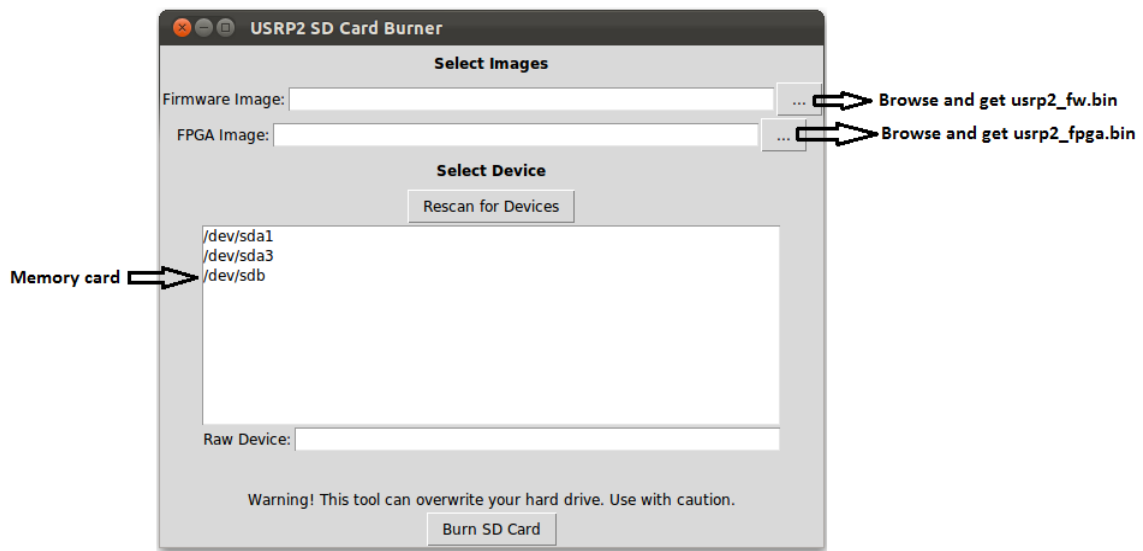 USRP2 SD Card Burner
Select Images
Firmware Image: ... Browse and get usrp2_fw.bin
FPGA Image: ... Browse and get usrp2_fpga.bin
Select Device
Rescan for Devices
/dev/sda1
/dev/sda3
Memory card /dev/sdb
Raw Device:
Warning! This tool can overwrite your hard drive. Use with caution.
Burn SD Card